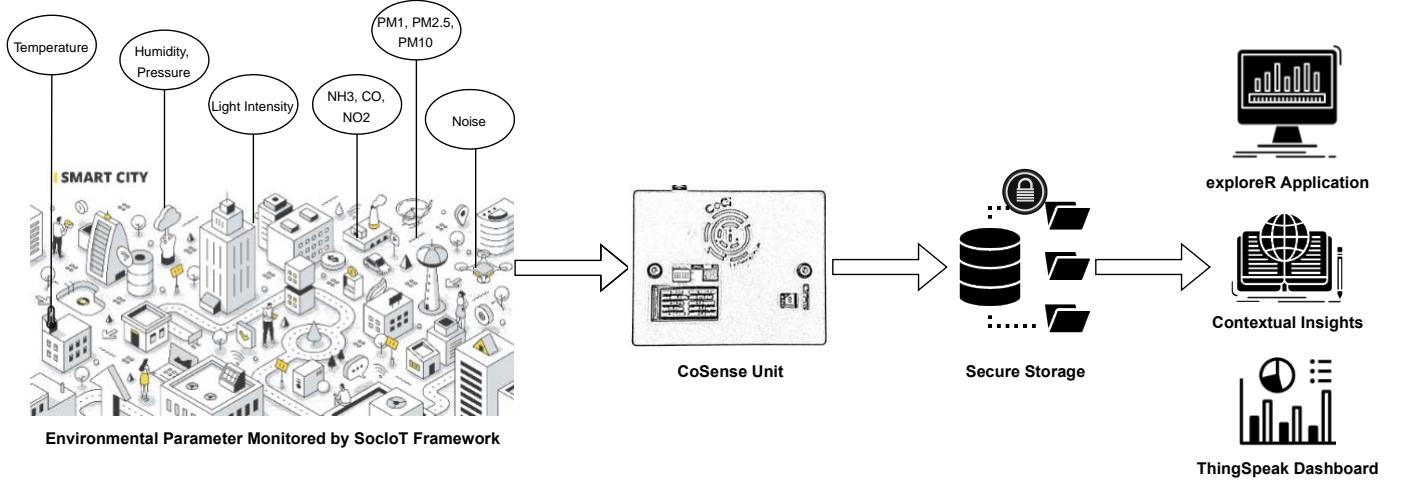 PM1, PM2.5,
PM10
Temperature
Humidity,
Pressure
Light Intensity
NH3, CO,
NO2
Noise
SMART CITY
CoCi
exploreR Application
Contextual Insights
CoSense Unit
Secure Storage
Environmental Parameter Monitored by SocIoT Framework
ThingSpeak Dashboard